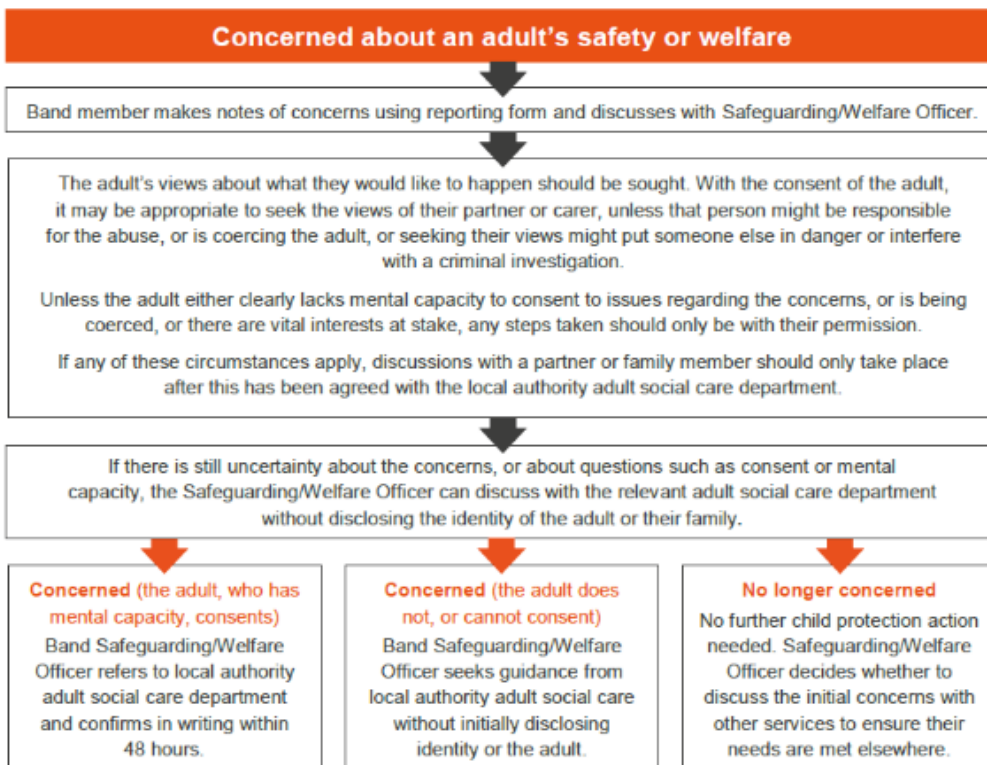 Concerned about an adult's safety or welfare
Band member makes notes of concerns using reporting form and discusses with Safeguarding/Welfare Officer.
The adult's views about what they would like to happen should be sought. With the consent of the adult,
it may be appropriate to seek the views of their partner or carer, unless that person might be responsible
for the abuse, or is coercing the adult, or seeking their views might put someone else in danger or interfere
with a criminal investigation.
Unless the adult either clearly lacks mental capacity to consent to issues regarding the concerns, or is being
coerced, or there are vital interests at stake, any steps taken should only be with their permission.
If any of these circumstances apply, discussions with a partner or family member should only take place
after this has been agreed with the local authority adult social care department.
If there is still uncertainty about the concerns, or about questions such as consent or mental
capacity, the Safeguarding/Welfare Officer can discuss with the relevant adult social care department
without disclosing the identity of the adult or their family.
Concerned (the adult, who has
mental capacity, consents)
Band Safeguarding/Welfare
Officer refers to local authority
adult social care department
and confirms in writing within
48 hours.
Concerned (the adult does
not, or cannot consent)
Band Safeguarding/Welfare
Officer seeks guidance from
local authority adult social care
without initially disclosing
identity or the adult.
No longer concerned
No further child protection action
needed. Safeguarding/Welfare
Officer decides whether to
discuss the initial concerns with
other services to ensure their
needs are met elsewhere.